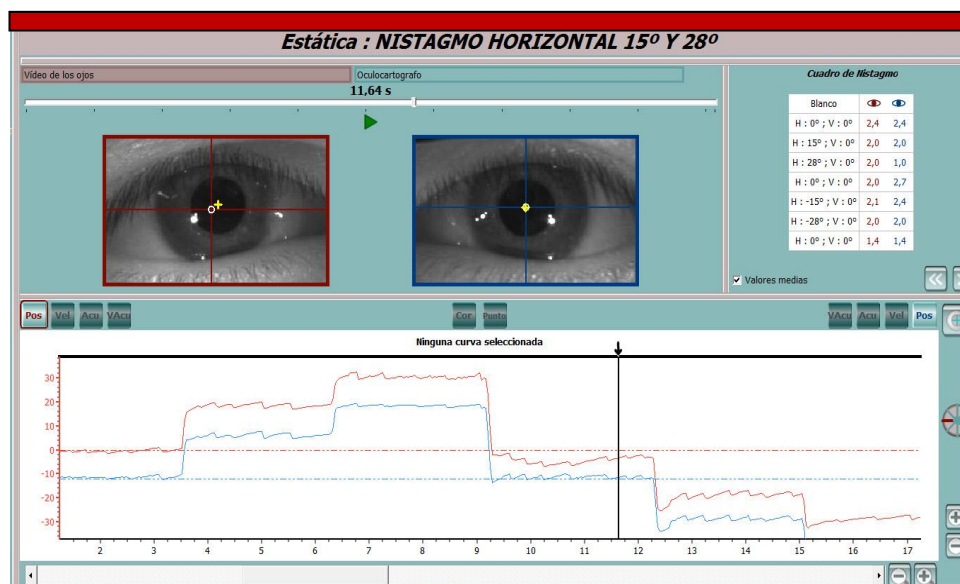 Estática : NISTAGMO HORIZONTAL 15º Y 28º
Vídeo de los ojos
Oculocartografo
11,64 s
Cuadro de Nistagmo
Blanco
H : 0º ; V : 0º 2,4 2,4
H : 15º ; V : 0º 2,0 2,0
H : 28º ; V : 0º 2,0 1,0
H : 0º ; V : 0º 2,0 2,7
H : -15º ; V : 0º 2,1 2,4
H : -28º ; V : 0º 2,0 2,0
H : 0º ; V : 0º 1,4 1,4
Valores medias
Pos Vel Acu VAcu Cor Punto VAcu Acu Vel Pos
Ninguna curva seleccionada
30
20
10
0
-10
-20
-30
2 3 4 5 6 7 8 9 10 11 12 13 14 15 16 17